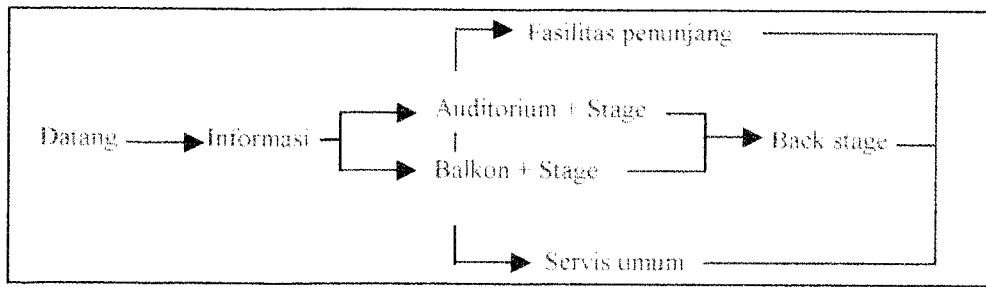 Fasilitas penunjang
Auditorium + Stage
Datang
Informasi
Back stage
Balkon + Stage
Servis umum